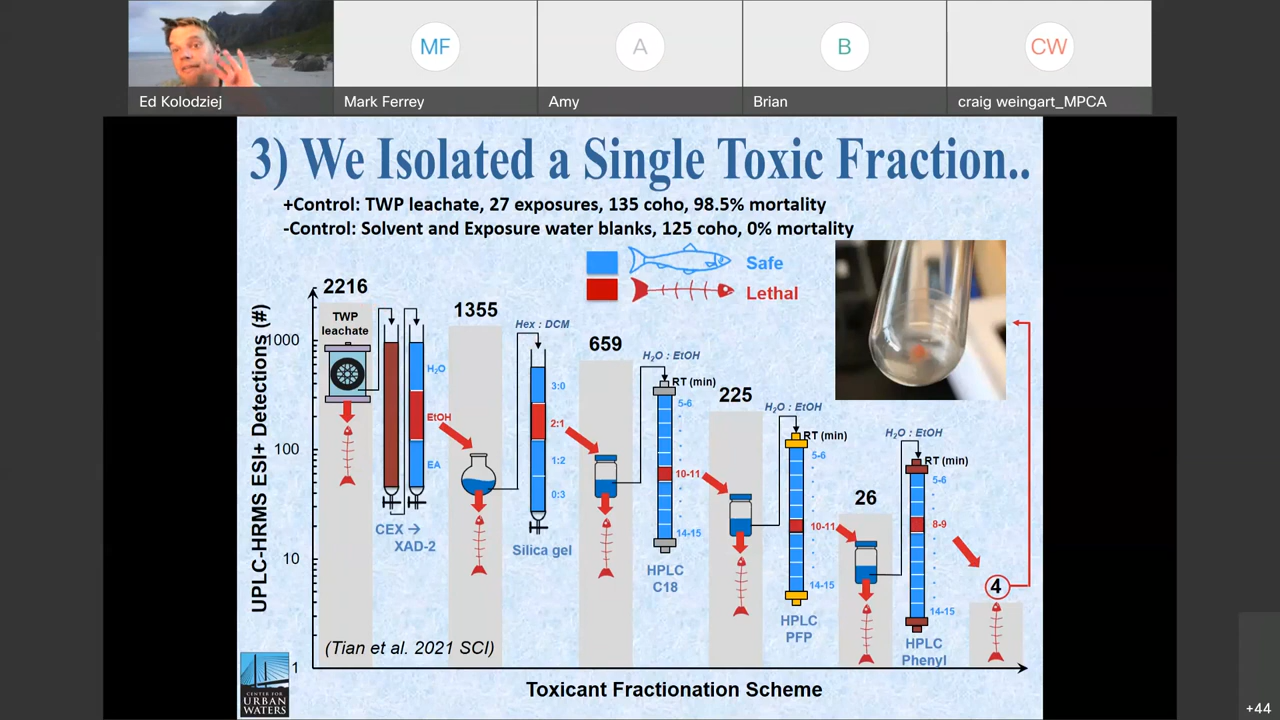 MF
A
B
CW
Ed Kolodziej
Mark Ferrey
Amy
Brian
craig weingart_MPCA
3) We Isolated a Single Toxic Fraction..
+Control: TWP leachate, 27 exposures, 135 coho, 98.5% mortality
-Control: Solvent and Exposure water blanks, 125 coho, 0% mortality
Safe
Lethal
UPLC-HRMS ESI+ Detections (#)
1000
100
10
1
2216
TWP
leachate
H₂O
EtOH
EA
CEX →
XAD-2
1355
Hex : DCM
3:0
2:1
1:2
0:3
Silica gel
659
H₂O : EtOH
RT (min)
5-6
10-11
14-15
HPLC
C18
225
H₂O : EtOH
RT (min)
5-6
10-11
14-15
HPLC
PFP
26
H₂O : EtOH
RT (min)
5-6
8-9
14-15
HPLC
Phenyl
4
(Tian et al. 2021 SCI)
CENTER FOR
URBAN
WATERS
Toxicant Fractionation Scheme
+44